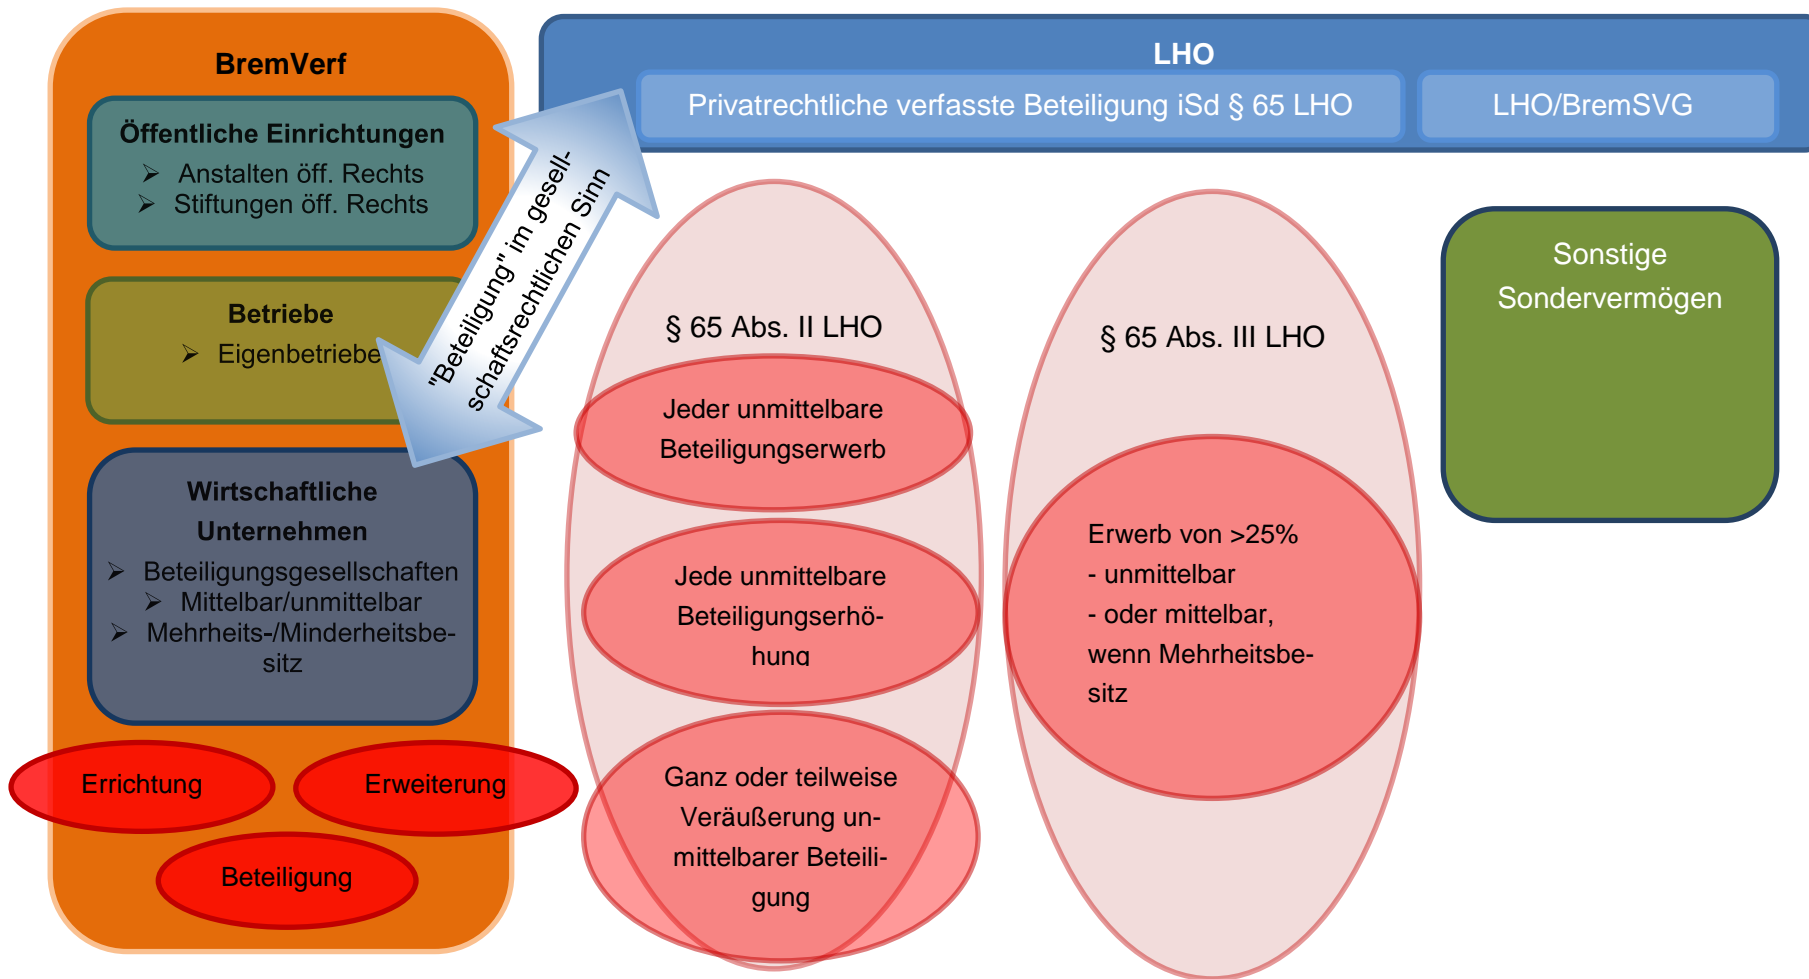 BremVerf
Öffentliche Einrichtungen
➢ Anstalten öff. Rechts
➢ Stiftungen öff. Rechts
Betriebe
➢ Eigenbetriebe
Wirtschaftliche
Unternehmen
➢ Beteiligungsgesellschaften
➢ Mittelbar/unmittelbar
➢ Mehrheits-/Minderheitsbe-
sitz
Errichtung
Erweiterung
Beteiligung
"Beteiligung" im gesell-
schaftsrechtlichen Sinn
LHO
Privatrechtliche verfasste Beteiligung iSd § 65 LHO
LHO/BremSVG
§ 65 Abs. II LHO
Jeder unmittelbare
Beteiligungserwerb
Jede unmittelbare
Beteiligungserhö-
hung
Ganz oder teilweise
Veräußerung un-
mittelbarer Beteili-
gung
§ 65 Abs. III LHO
Erwerb von >25%
- unmittelbar
- oder mittelbar,
wenn Mehrheitsbe-
sitz
Sonstige
Sondervermögen